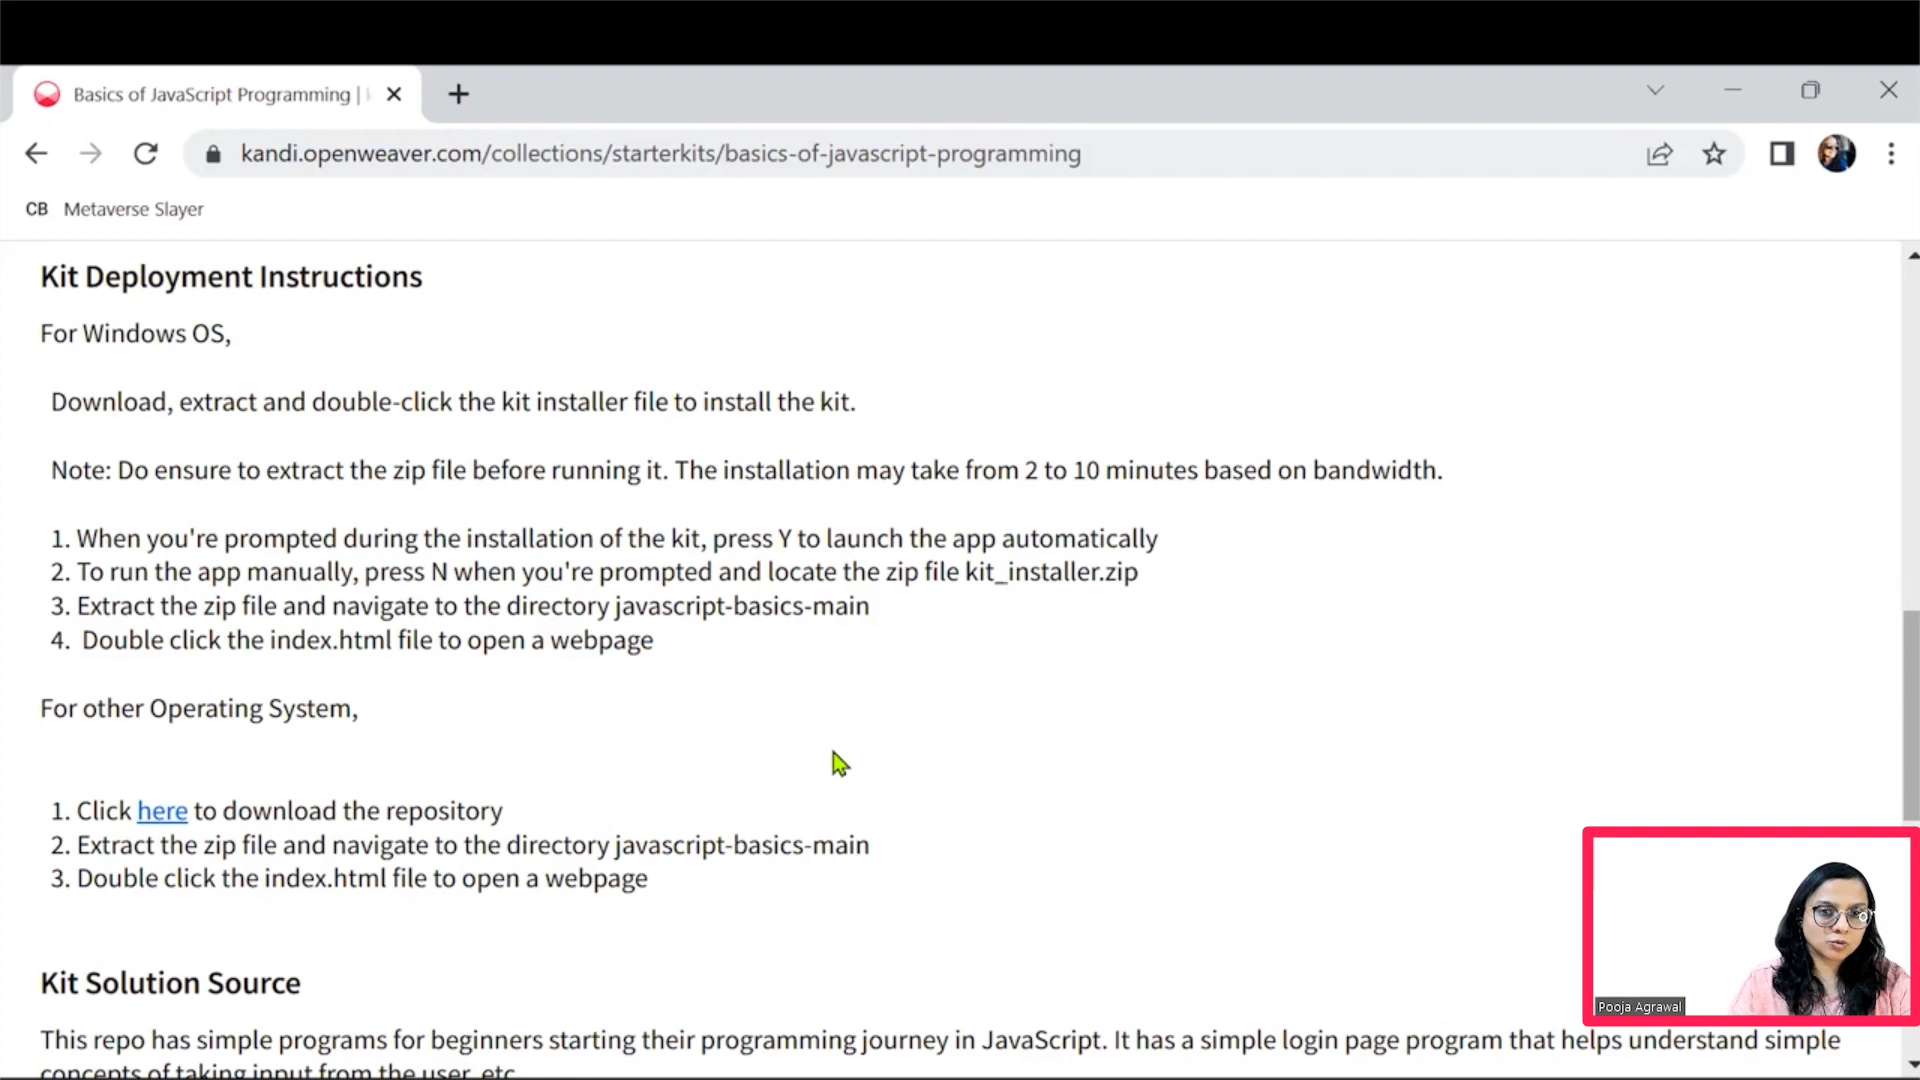 Basics of JavaScript Programming |
kandi.openweaver.com/collections/starterkits/basics-of-javascript-programming
CB Metaverse Slayer
Kit Deployment Instructions
For Windows OS,
Download, extract and double-click the kit installer file to install the kit.
Note: Do ensure to extract the zip file before running it. The installation may take from 2 to 10 minutes based on bandwidth.
1. When you're prompted during the installation of the kit, press Y to launch the app automatically
2. To run the app manually, press N when you're prompted and locate the zip file kit_installer.zip
3. Extract the zip file and navigate to the directory javascript-basics-main
4. Double click the index.html file to open a webpage
For other Operating System,
1. Click here to download the repository
2. Extract the zip file and navigate to the directory javascript-basics-main
3. Double click the index.html file to open a webpage
Kit Solution Source
Pooja Agrawal
This repo has simple programs for beginners starting their programming journey in JavaScript. It has a simple login page program that helps understand simple
concepts of taking input from the user, etc